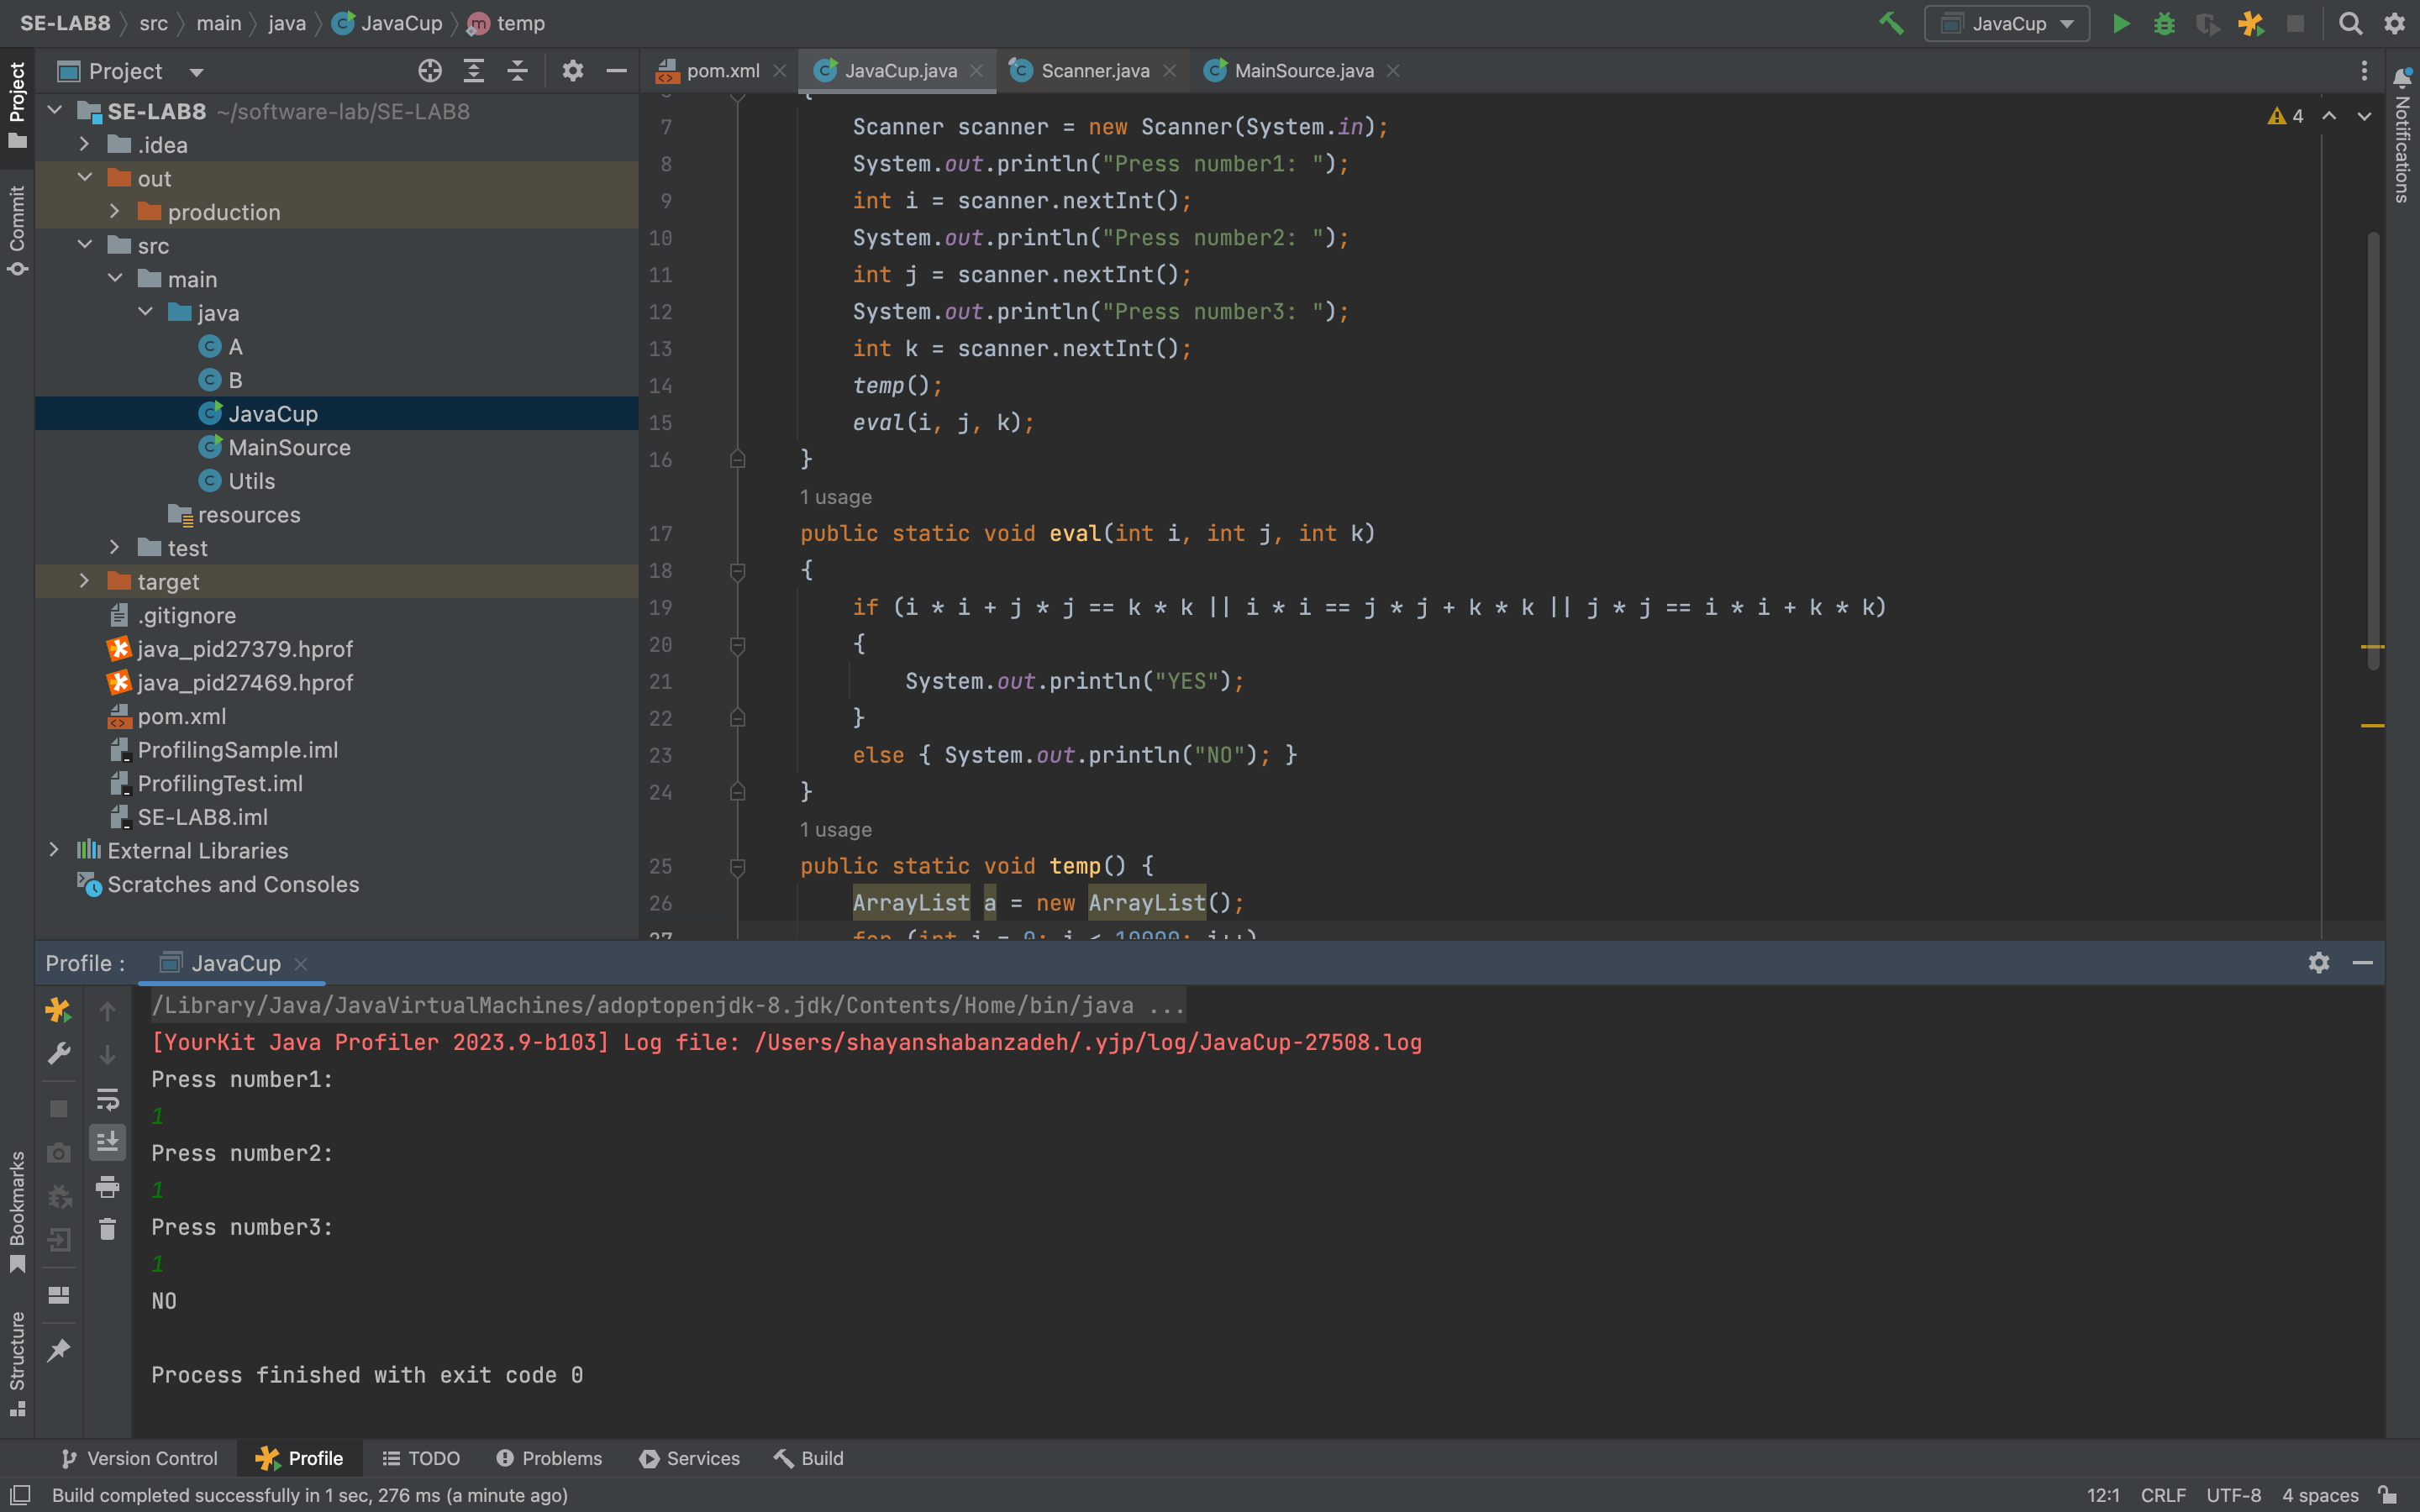 SE-LAB8 src main java JavaCup temp
JavaCup
Project
pom.xml JavaCup.java Scanner.java MainSource.java
Project
Commit
Bookmarks
Structure
Notifications
SE-LAB8 ~/software-lab/SE-LAB8
.idea
out
production
src
main
java
A
B
JavaCup
MainSource
Utils
resources
test
target
.gitignore
java_pid27379.hprof
java_pid27469.hprof
pom.xml
ProfilingSample.iml
ProfilingTest.iml
SE-LAB8.iml
External Libraries
Scratches and Consoles
4
{
7 Scanner scanner = new Scanner(System.in);
8 System.out.println("Press number1: ");
9 int i = scanner.nextInt();
10 System.out.println("Press number2: ");
11 int j = scanner.nextInt();
12 System.out.println("Press number3: ");
13 int k = scanner.nextInt();
14 temp();
15 eval(i, j, k);
16 }
1 usage
17 public static void eval(int i, int j, int k)
18 {
19 if (i * i + j * j == k * k || i * i == j * j + k * k || j * j == i * i + k * k)
20 {
21 System.out.println("YES");
22 }
23 else { System.out.println("NO"); }
24 }
1 usage
25 public static void temp() {
26 ArrayList a = new ArrayList();
27 for (int i = 0; i < 10000; i++)
Profile : JavaCup
/Library/Java/JavaVirtualMachines/adoptopenjdk-8.jdk/Contents/Home/bin/java ...
[YourKit Java Profiler 2023.9-b103] Log file: /Users/shayanshabanzadeh/.yjp/log/JavaCup-27508.log
Press number1:
1
Press number2:
1
Press number3:
1
NO
Process finished with exit code 0
Version Control Profile TODO Problems Services Build
Build completed successfully in 1 sec, 276 ms (a minute ago)
12:1 CRLF UTF-8 4 spaces